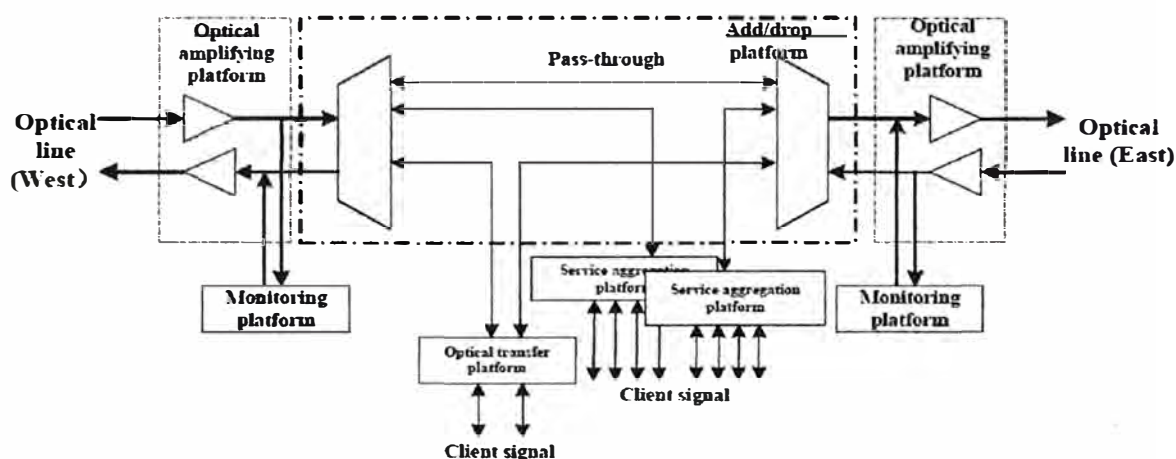 Optical
amplifying
platform
Add/drop
platform
Optical
amplifying
platform
Pass-through
Optical
line
(West)
Optical
line (East)
Monitoring
platform
Service aggregation
platform
Service aggregation
platform
Monitoring
platform
Optical transfer
platform
Client signal
Client signal